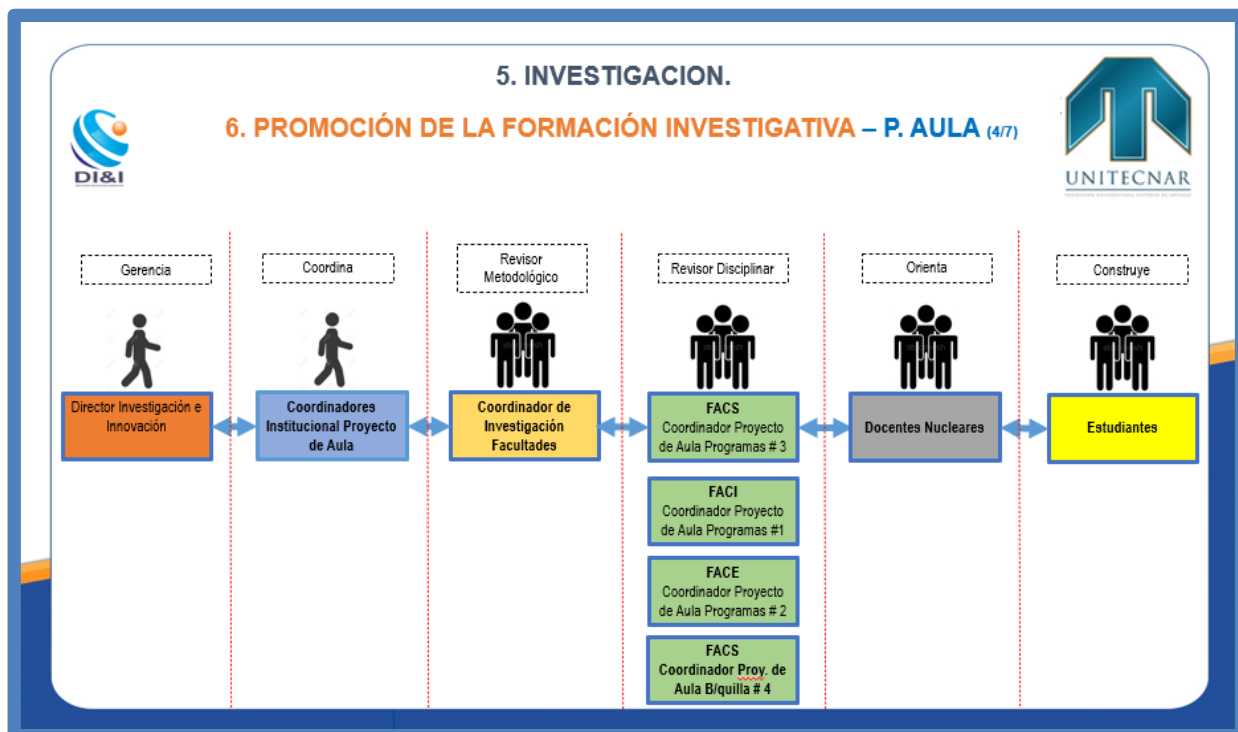 5. INVESTIGACION.
6. PROMOCIÓN DE LA FORMACIÓN INVESTIGATIVA – P. AULA (4/7)
DI&I
UNITECNAR
Gerencia
Coordina
Revisor
Metodológico
Revisor Disciplinar
Orienta
Construye
Director Investigación e
Innovación
Coordinadores
Institucional Proyecto
de Aula
Coordinador de
Investigación
Facultades
FACS
Coordinador Proyecto
de Aula Programas # 3
Docentes Nucleares
Estudiantes
FACI
Coordinador Proyecto
de Aula Programas #1
FACE
Coordinador Proyecto
de Aula Programas # 2
FACS
Coordinador Proy. de
Aula B/quilla # 4